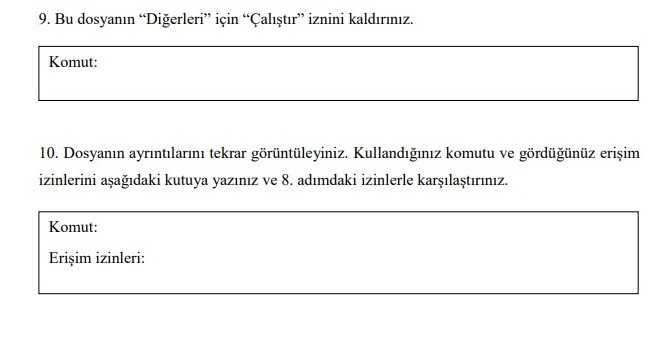 9. Bu dosyanın “Diğerleri” için “Çalıştır” iznini kaldırınız.
Komut:
10. Dosyanın ayrıntılarını tekrar görüntüleyiniz. Kullandığınız komutu ve gördüğünüz erişim
izinlerini aşağıdaki kutuya yazınız ve 8. adımdaki izinlerle karşılaştırınız.
Komut:
Erişim izinleri: